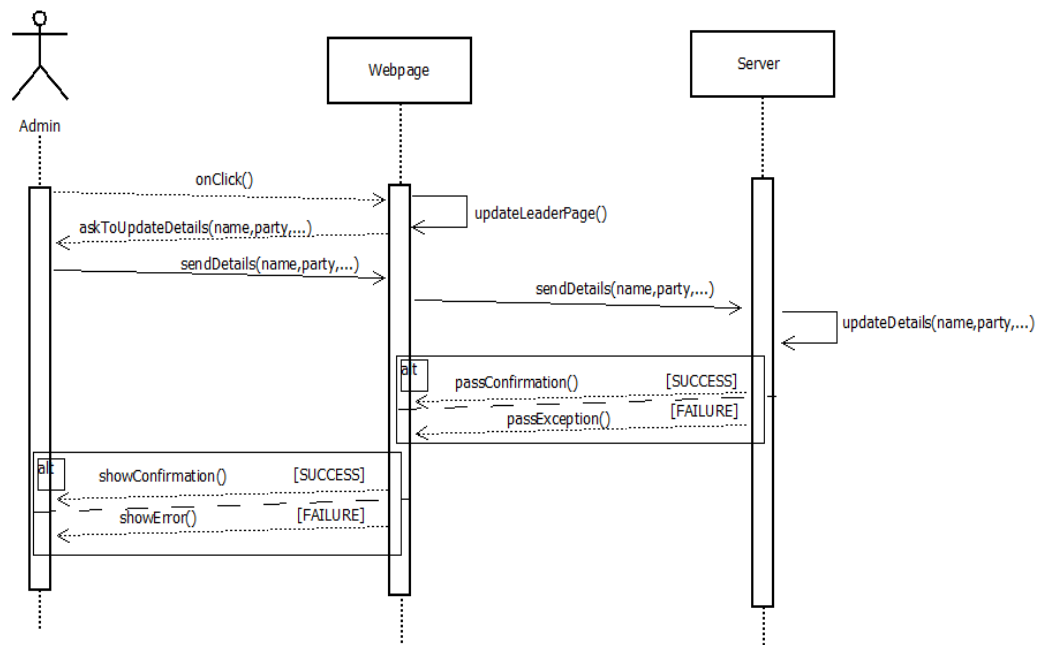 Webpage
Server
Admin
onClick()
updateLeaderPage()
askToUpdateDetails(name,party,...)
sendDetails(name,party,...)
sendDetails(name,party,...)
updateDetails(name,party,...)
alt
passConfirmation() [SUCCESS]
passException() [FAILURE]
alt
showConfirmation() [SUCCESS]
showError() [FAILURE]